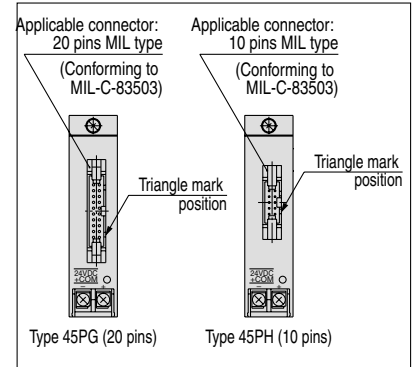 Applicable connector:
20 pins MIL type
(Conforming to
MIL-C-83503)
Applicable connector:
10 pins MIL type
(Conforming to
MIL-C-83503)
Triangle mark
position
Triangle mark
position
24VDC
+COM
− +
24VDC
+COM
− +
Type 45PG (20 pins)
Type 45PH (10 pins)